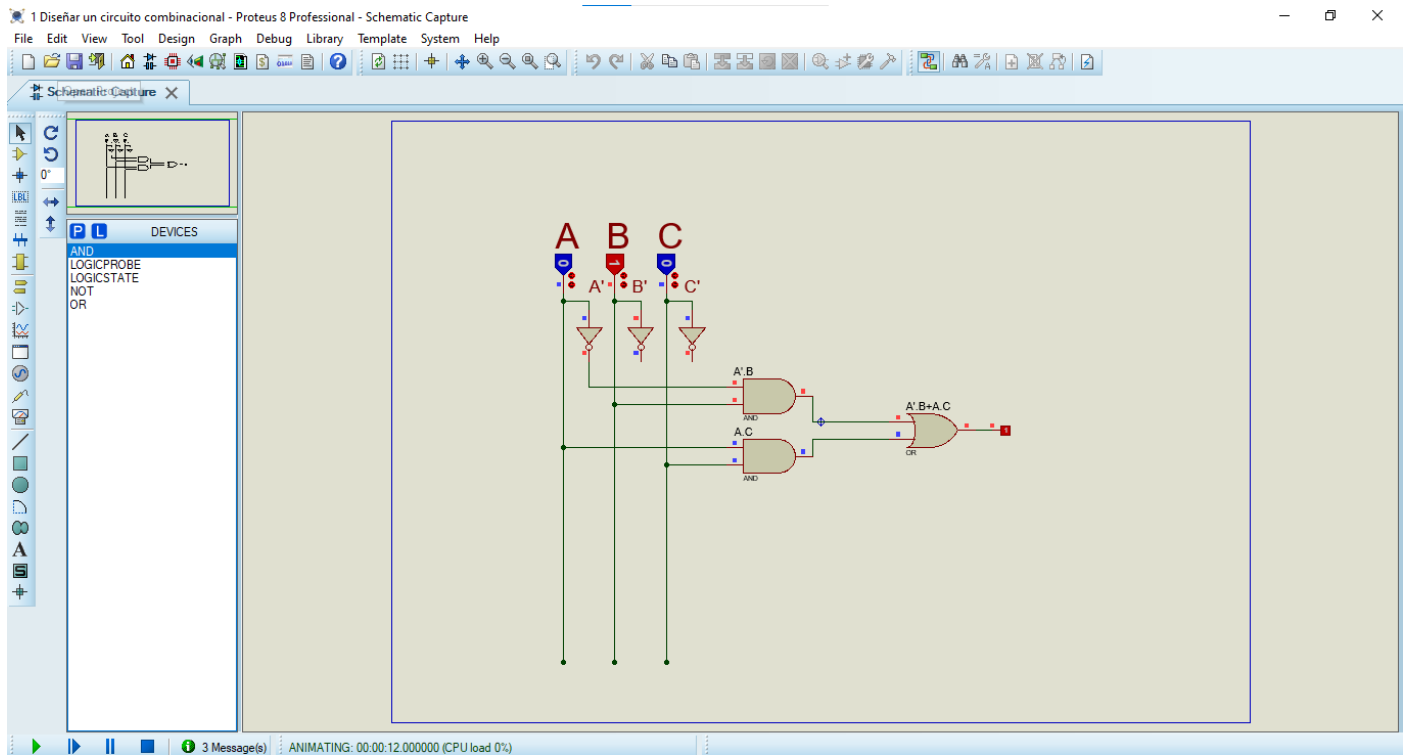 1 Diseñar un circuito combinacional - Proteus 8 Professional - Schematic Capture
File Edit View Tool Design Graph Debug Library Template System Help
Schematic Capture
0°
LBL
P L DEVICES
AND
LOGICPROBE
LOGICSTATE
NOT
OR
A B C
0 1 0
A' B' C'
A'.B
AND
A'.B+A.C
1
OR
A.C
AND
A
S
3 Message(s) ANIMATING: 00:00:12.000000 (CPU load 0%)